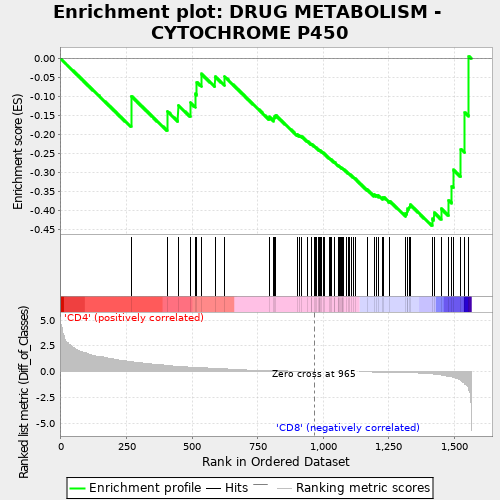 Enrichment plot: DRUG METABOLISM -
CYTOCHROME P450
Enrichment score (ES)
0.00
-0.05
-0.10
-0.15
-0.20
-0.25
-0.30
-0.35
-0.40
-0.45
'CD4' (positively correlated)
Ranked list metric (Diff_of_Classes)
5.0
2.5
0.0
-2.5
-5.0
Zero cross at 965
'CD8' (negatively correlated)
0 250 500 750 1,000 1,250 1,500
Rank in Ordered Dataset
Enrichment profile Hits Ranking metric scores